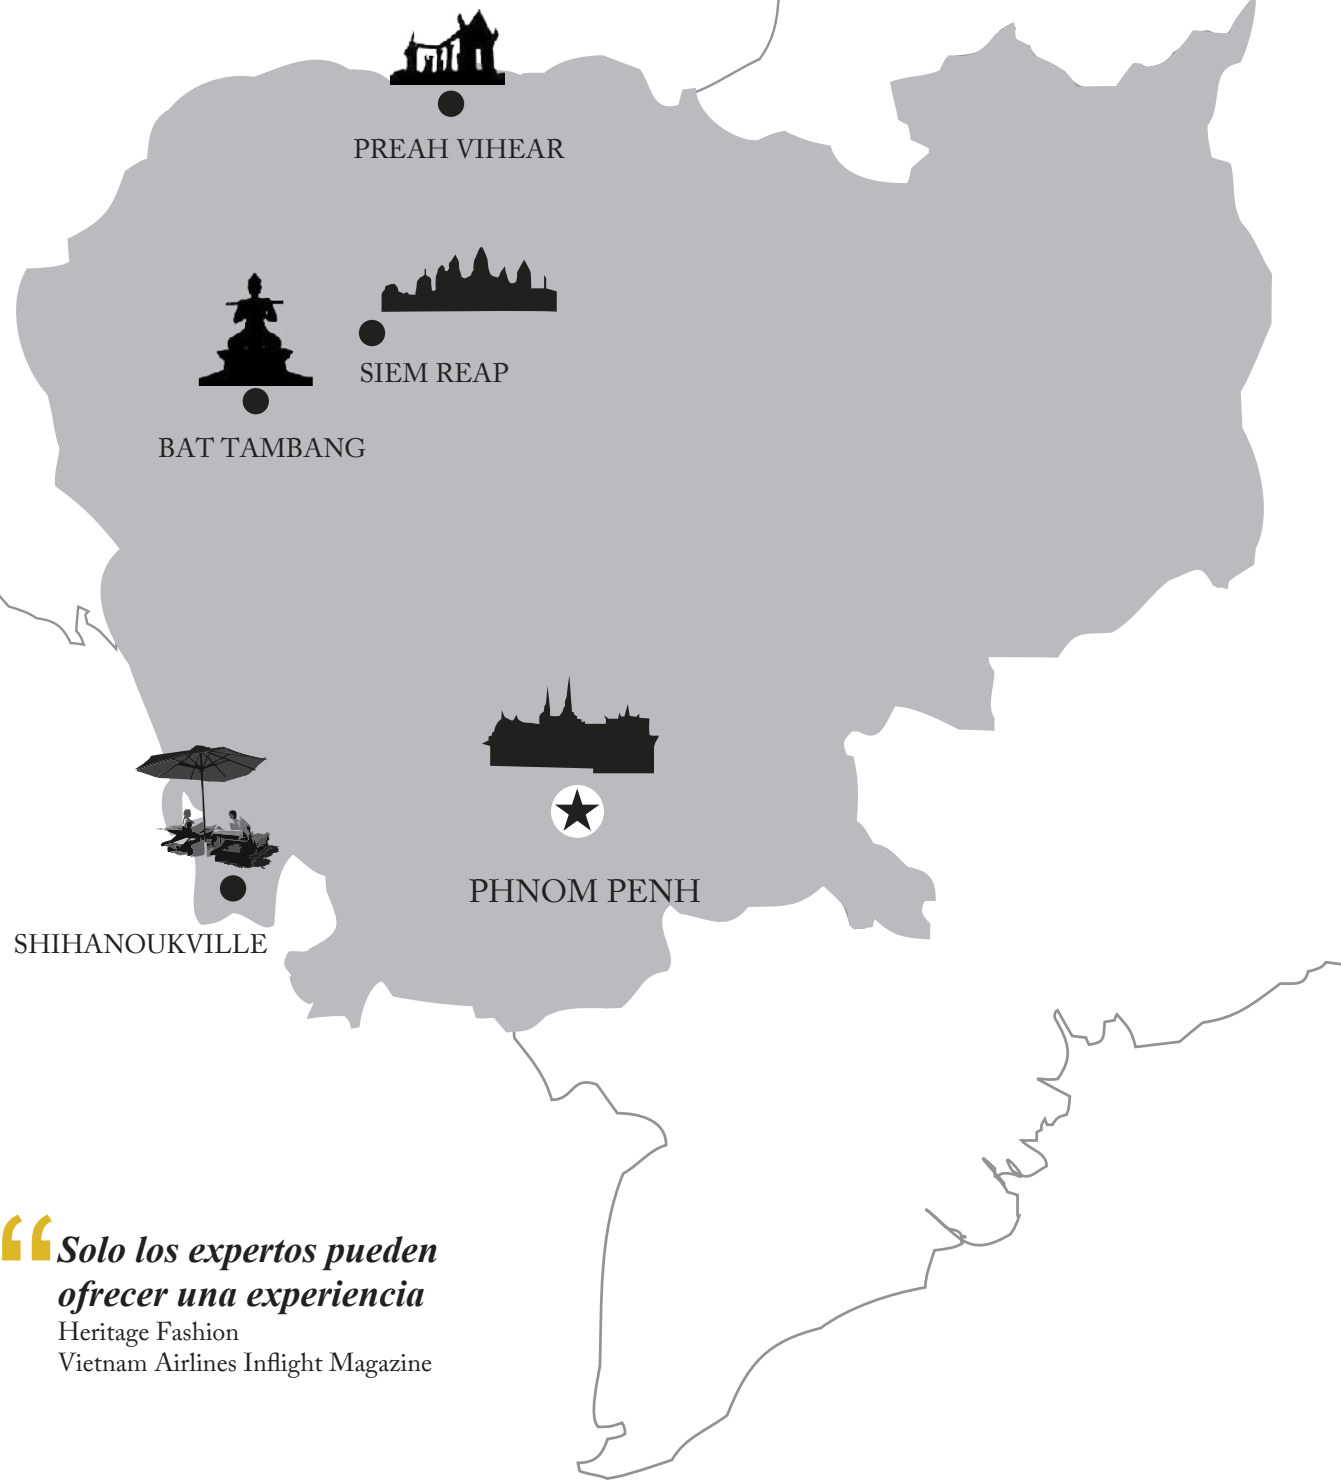 PREAH VIHEAR
SIEM REAP
BAT TAMBANG
PHNOM PENH
SHIHANOUKVILLE
“Solo los expertos pueden
ofrecer una experiencia
Heritage Fashion
Vietnam Airlines Inflight Magazine